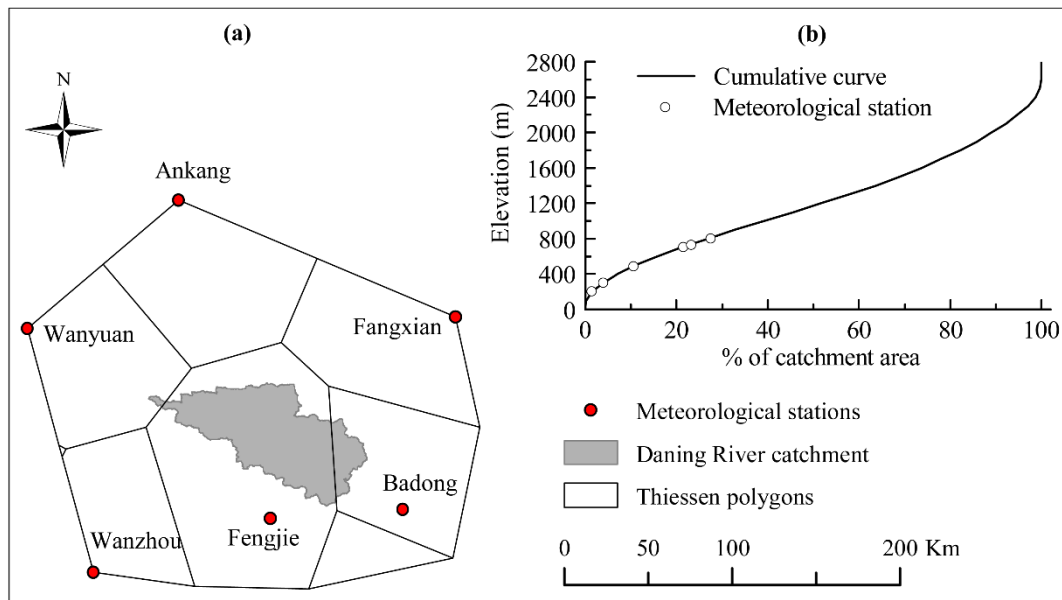 (a)
N
Ankang
Wanyuan
Fangxian
Badong
Wanzhou
Fengjie
(b)
Elevation (m)
2800
2400
2000
1600
1200
800
400
0
Cumulative curve
Meteorological station
0 20 40 60 80 100
% of catchment area
Meteorological stations
Daning River catchment
Thiessen polygons
0 50 100 200 Km